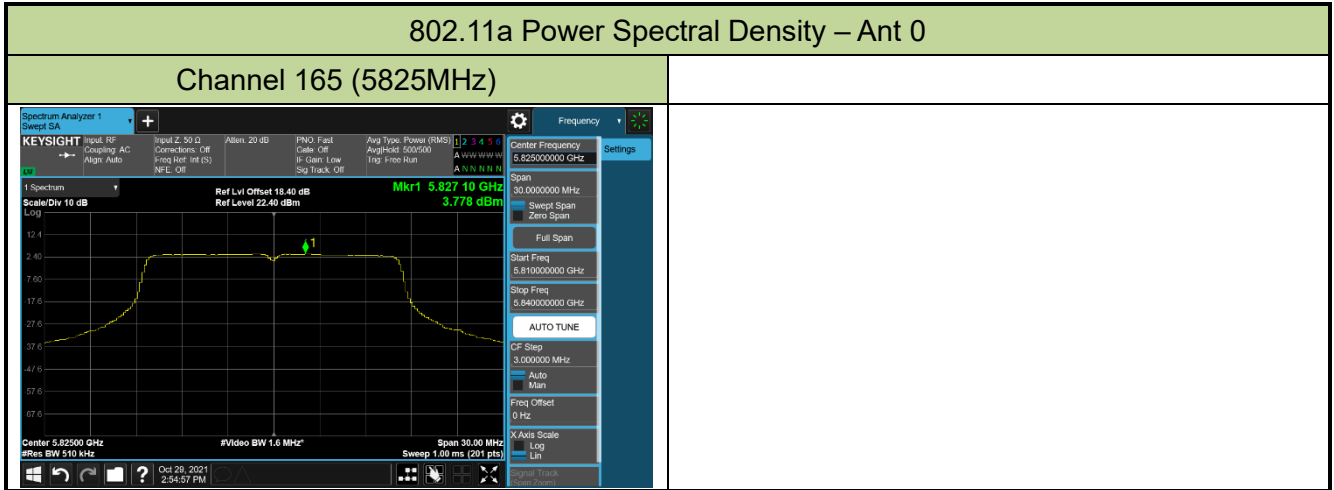 802.11a Power Spectral Density – Ant 0
Channel 165 (5825MHz)
Spectrum Analyzer 1
Swept SA
Frequency
KEYSIGHT
Input: RF
Coupling: AC
Align: Auto
Input Z: 50 Ω
Corrections: Off
Freq Ref: Int (S)
NFE: Off
Atten: 20 dB
PNO: Fast
Gate: Off
IF Gain: Low
Sig Track: Off
Avg Type: Power (RMS)
Avg|Hold: 500/500
Trig: Free Run
1 2 3 4 5 6
A W W W W W
A N N N N N
1 Spectrum
Scale/Div 10 dB
Log
Ref Lvl Offset 18.40 dB
Ref Level 22.40 dBm
Mkr1 5.827 10 GHz
3.778 dBm
12.4
2.40
-7.60
-17.6
-27.6
-37.6
-47.6
-57.6
-67.6
1
Center 5.82500 GHz
#Res BW 510 kHz
#Video BW 1.6 MHz*
Span 30.00 MHz
Sweep 1.00 ms (201 pts)
Center Frequency
5.825000000 GHz
Settings
Span
30.0000000 MHz
Swept Span
Zero Span
Full Span
Start Freq
5.810000000 GHz
Stop Freq
5.840000000 GHz
AUTO TUNE
CF Step
3.000000 MHz
Auto
Man
Freq Offset
0 Hz
X Axis Scale
Log
Lin
Signal Track
(Span Zoom)
?
Oct 29, 2021
2:54:57 PM